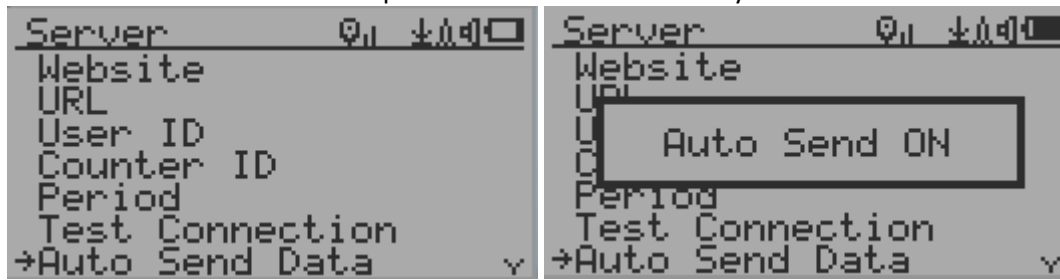 Server
Website
URL
User ID
Counter ID
Period
Test Connection
→Auto Send Data
Server
Website
Auto Send ON
Period
Test Connection
→Auto Send Data